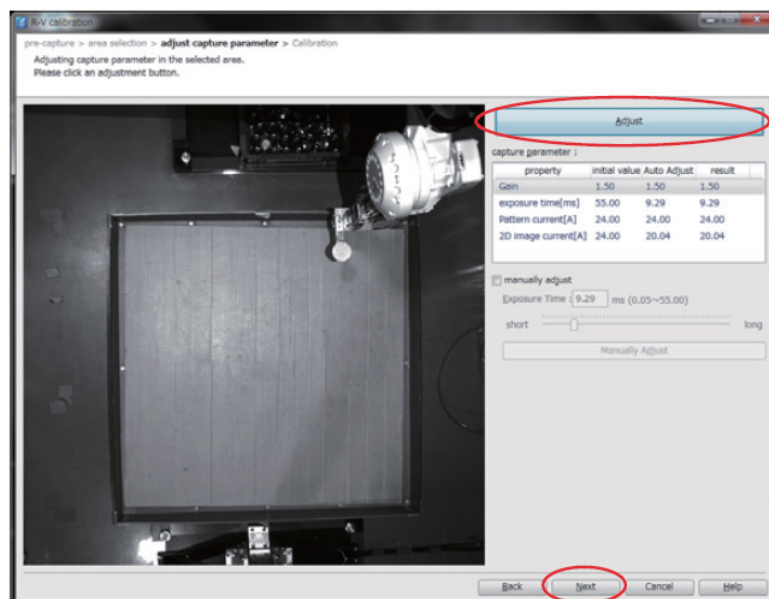 R-V calibration
pre-capture > area selection > adjust capture parameter > Calibration
Adjusting capture parameter in the selected area.
Please click an adjustment button.
Adjust
capture parameter :
property initial value Auto Adjust result
Gain 1.50 1.50 1.50
exposure time[ms] 55.00 9.29 9.29
Pattern current[A] 24.00 24.00 24.00
2D image current[A] 24.00 20.04 20.04
manually adjust
Exposure Time : 9.29 ms (0.05~55.00)
short long
Manually Adjust
Back Next Cancel Help